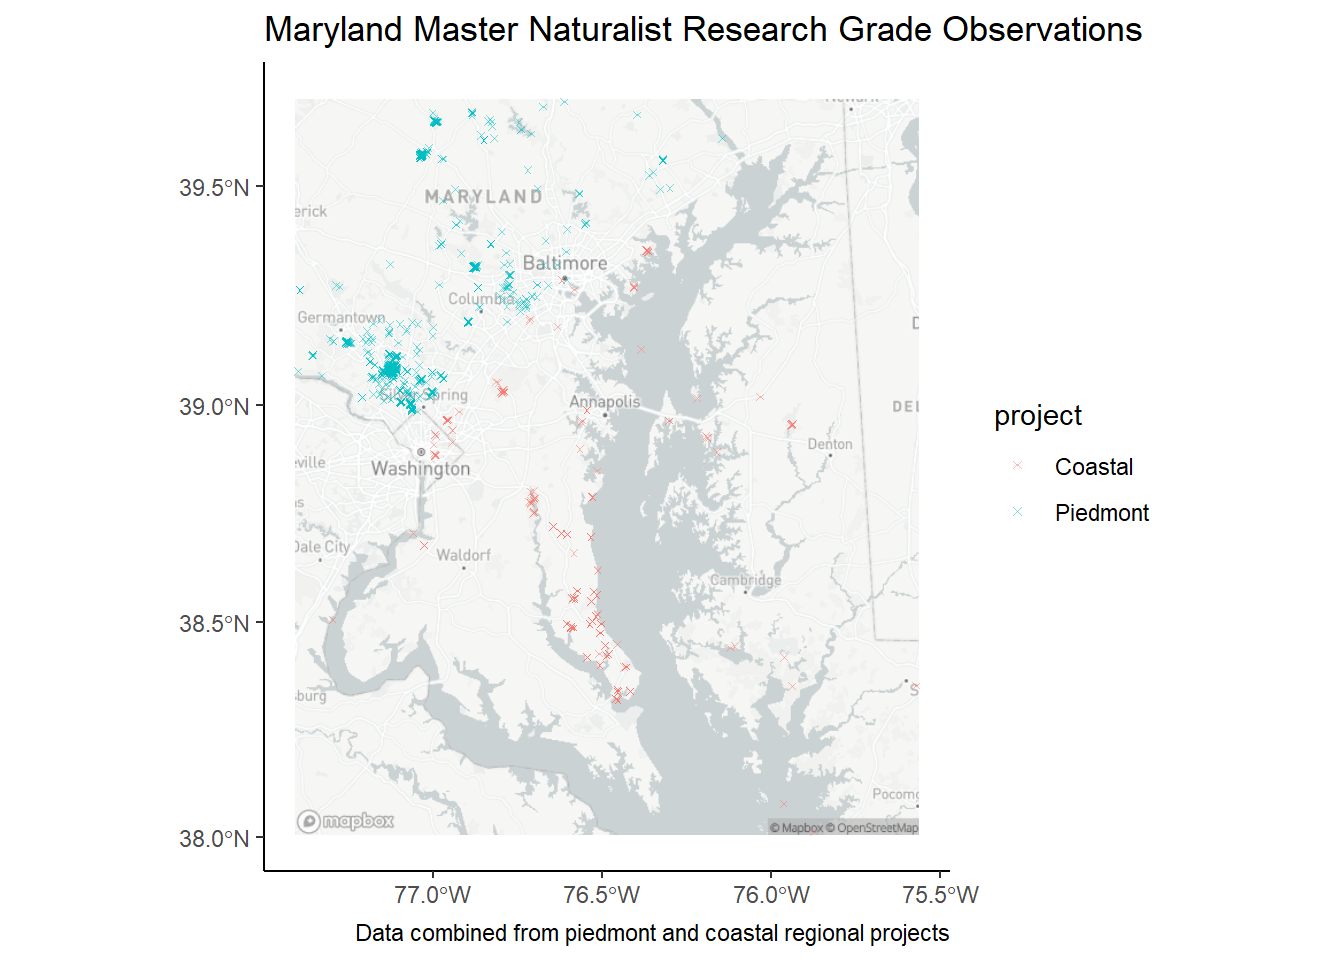 Maryland Master Naturalist Research Grade Observations
39.5°N
39.0°N
38.5°N
38.0°N
MARYLAND
erick
Baltimore
Columbia
Germantown
Spring
Annapolis
DEL
Denton
Washington
eville
Dale City
Waldorf
Cambridge
burg
S
Pocomo
mapbox
© Mapbox © OpenStreetMap
77.0°W
76.5°W
76.0°W
75.5°W
Data combined from piedmont and coastal regional projects
project
Coastal
Piedmont